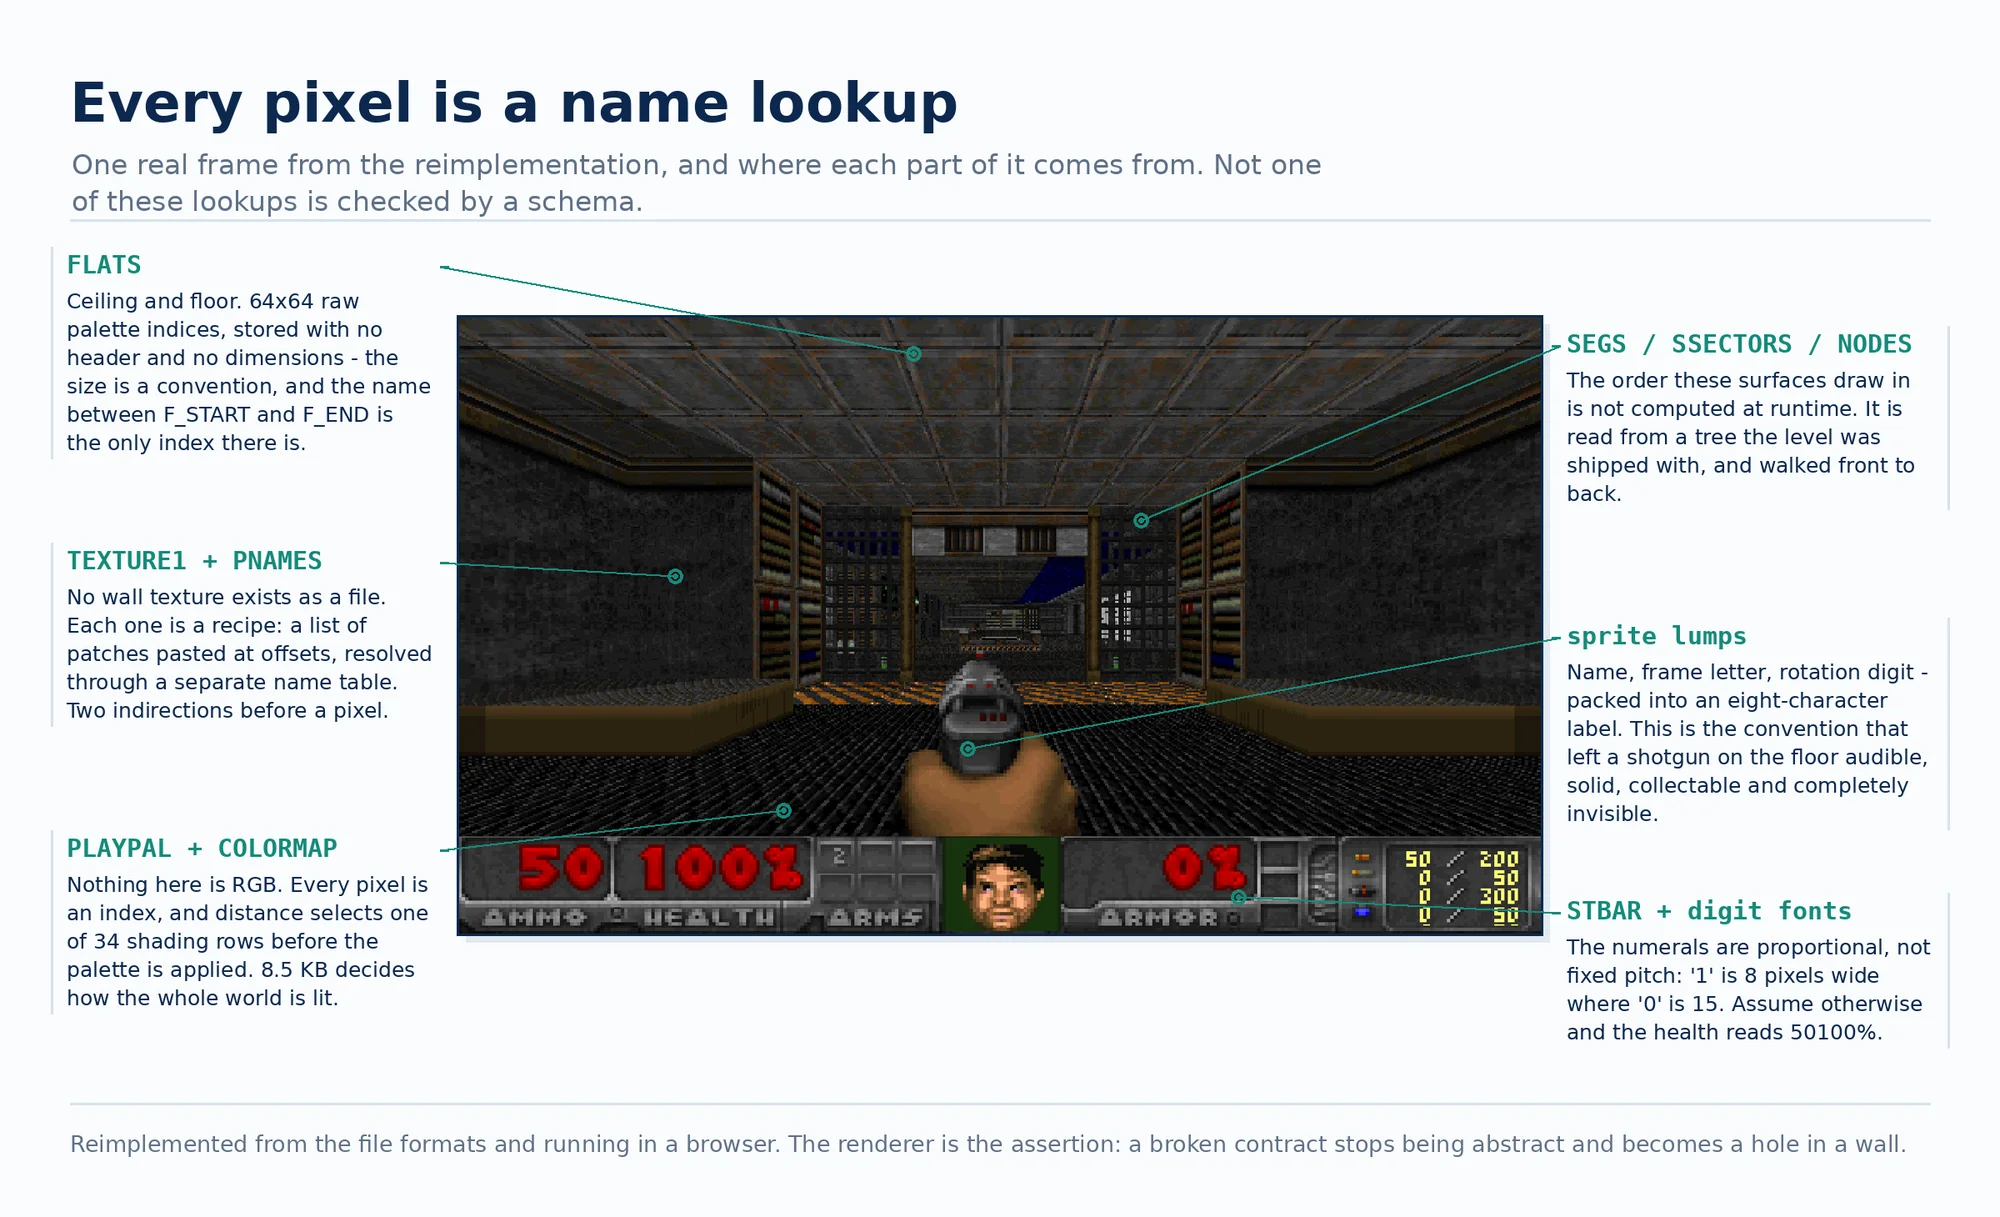 Every pixel is a name lookup
One real frame from the reimplementation, and where each part of it comes from. Not one
of these lookups is checked by a schema.
FLATS
Ceiling and floor. 64x64 raw
palette indices, stored with no
header and no dimensions - the
size is a convention, and the name
between F_START and F_END is
the only index there is.
TEXTURE1 + PNAMES
No wall texture exists as a file.
Each one is a recipe: a list of
patches pasted at offsets, resolved
through a separate name table.
Two indirections before a pixel.
PLAYPAL + COLORMAP
Nothing here is RGB. Every pixel is
an index, and distance selects one
of 34 shading rows before the
palette is applied. 8.5 KB decides
how the whole world is lit.
50 100% 2 0%
AMMO HEALTH ARMS ARMOR
50 / 200
0 / 50
0 / 300
0 / 50
SEGS / SSECTORS / NODES
The order these surfaces draw in
is not computed at runtime. It is
read from a tree the level was
shipped with, and walked front to
back.
sprite lumps
Name, frame letter, rotation digit -
packed into an eight-character
label. This is the convention that
left a shotgun on the floor audible,
solid, collectable and completely
invisible.
STBAR + digit fonts
The numerals are proportional, not
fixed pitch: '1' is 8 pixels wide
where '0' is 15. Assume otherwise
and the health reads 50100%.
Reimplemented from the file formats and running in a browser. The renderer is the assertion: a broken contract stops being abstract and becomes a hole in a wall.